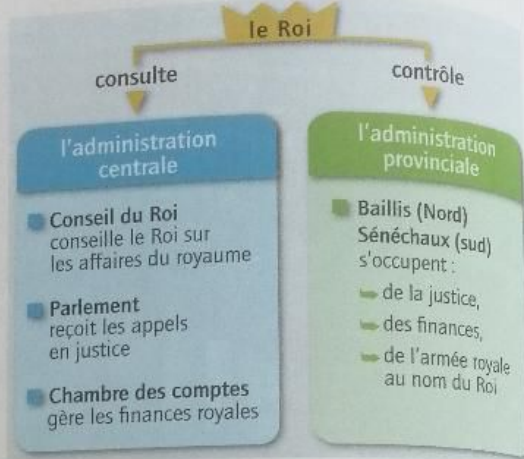 le Roi
consulte
contrôle
l'administration
centrale
Conseil du Roi
conseille le Roi sur
les affaires du royaume
Parlement
reçoit les appels
en justice
Chambre des comptes
gère les finances royales
l'administration
provinciale
Baillis (Nord)
Sénéchaux (sud)
s'occupent :
de la justice,
des finances,
de l'armée royale
au nom du Roi